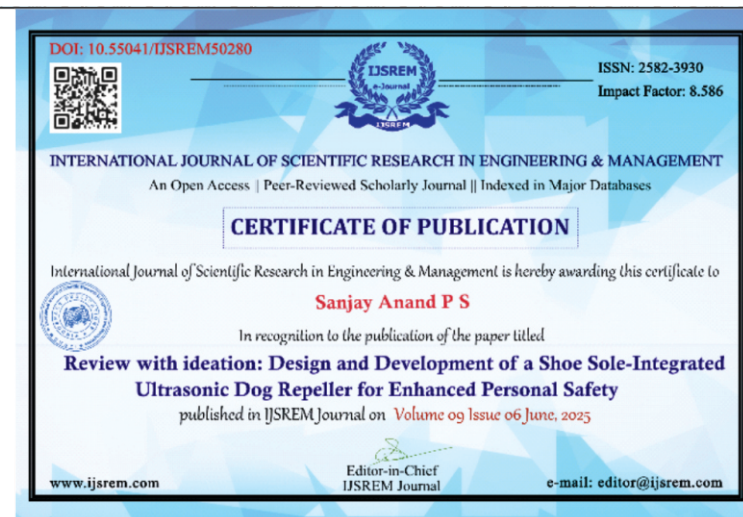 DOI: 10.55041/IJSREM50280
IJSREM
e-Journal
IJSREM
ISSN: 2582-3930
Impact Factor: 8.586
INTERNATIONAL JOURNAL OF SCIENTIFIC RESEARCH IN ENGINEERING & MANAGEMENT
An Open Access | Peer-Reviewed Scholarly Journal || Indexed in Major Databases
CERTIFICATE OF PUBLICATION
International Journal of Scientific Research in Engineering & Management is hereby awarding this certificate to
Sanjay Anand P S
In recognition to the publication of the paper titled
Review with ideation: Design and Development of a Shoe Sole-Integrated
Ultrasonic Dog Repeller for Enhanced Personal Safety
published in IJSREM Journal on Volume 09 Issue 06 June, 2025
Editor-in-Chief
IJSREM Journal
www.ijsrem.com
e-mail: editor@ijsrem.com